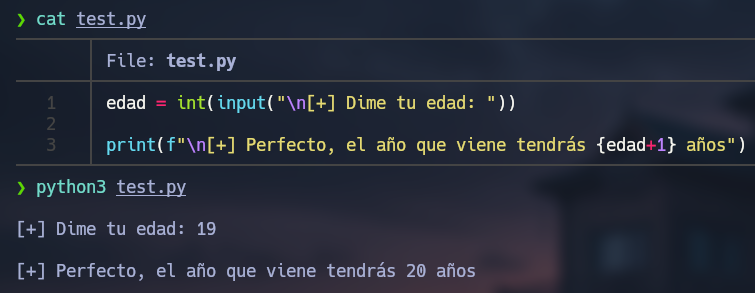 ❯ cat test.py
File: test.py
1 edad = int(input("\n[+] Dime tu edad: "))
2
3 print(f"\n[+] Perfecto, el año que viene tendrás {edad+1} años")
❯ python3 test.py
[+] Dime tu edad: 19
[+] Perfecto, el año que viene tendrás 20 años